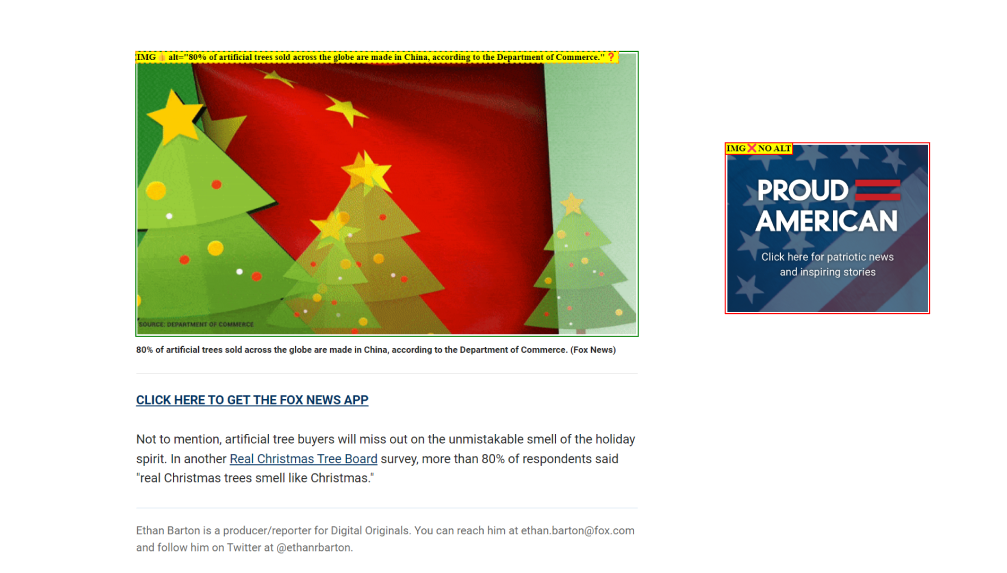 IMG 👍 alt="80% of artificial trees sold across the globe are made in China, according to the Department of Commerce." ❓
SOURCE: DEPARTMENT OF COMMERCE
80% of artificial trees sold across the globe are made in China, according to the Department of Commerce. (Fox News)
CLICK HERE TO GET THE FOX NEWS APP
Not to mention, artificial tree buyers will miss out on the unmistakable smell of the holiday
spirit. In another Real Christmas Tree Board survey, more than 80% of respondents said
"real Christmas trees smell like Christmas."
Ethan Barton is a producer/reporter for Digital Originals. You can reach him at ethan.barton@fox.com
and follow him on Twitter at @ethanrbarton.
IMG ❌ NO ALT
PROUD
AMERICAN
Click here for patriotic news
and inspiring stories